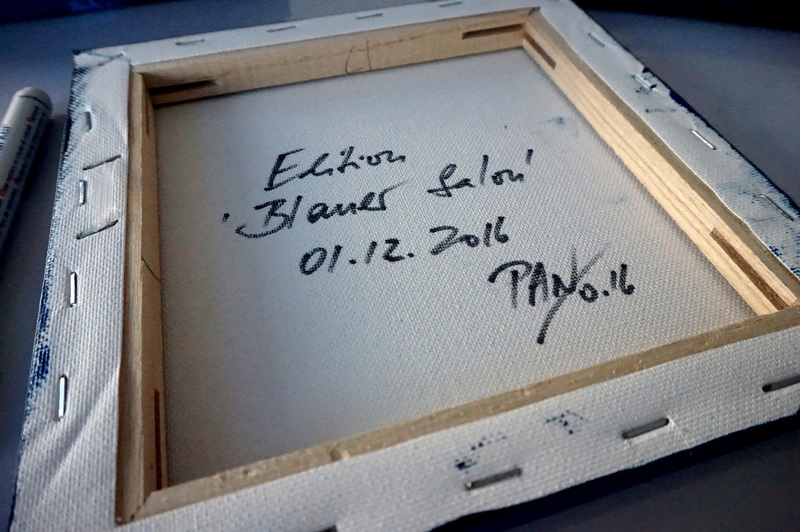 Edition
'Blauer Salon'
01.12.2016
PANO.16